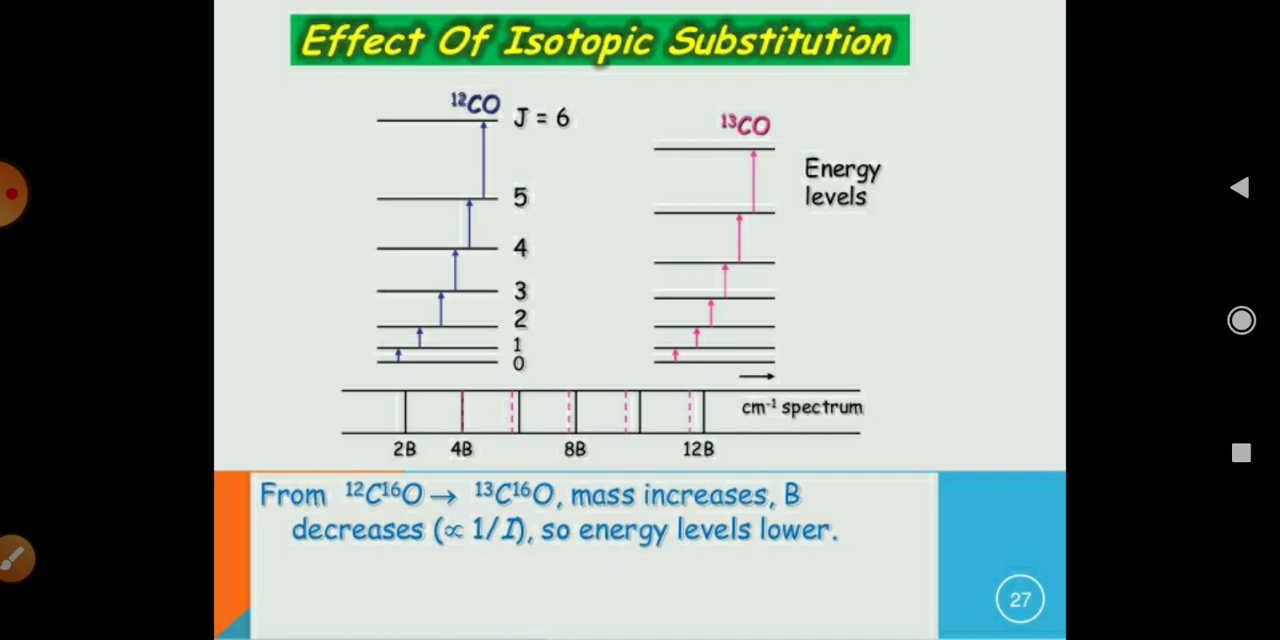 Effect Of Isotopic Substitution
¹²CO
J = 6
¹³CO
Energy
levels
5
4
3
2
1
0
cm⁻¹ spectrum
2B 4B 8B 12B
From ¹²C¹⁶O → ¹³C¹⁶O, mass increases, B
decreases (∝ 1/I), so energy levels lower.
27